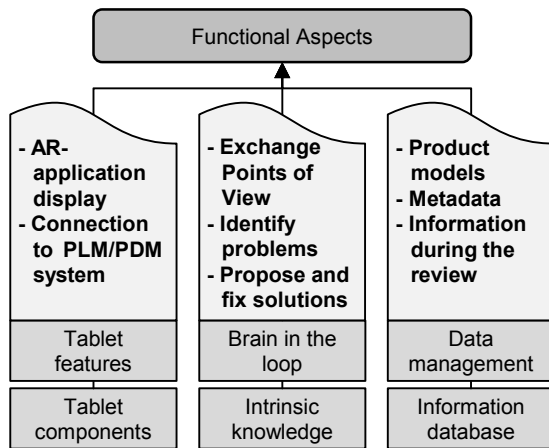 Functional Aspects
- AR-
application
display
- Connection
to PLM/PDM
system
- Exchange
Points of
View
- Identify
problems
- Propose and
fix solutions
- Product
models
- Metadata
- Information
during the
review
Tablet
features
Brain in the
loop
Data
management
Tablet
components
Intrinsic
knowledge
Information
database